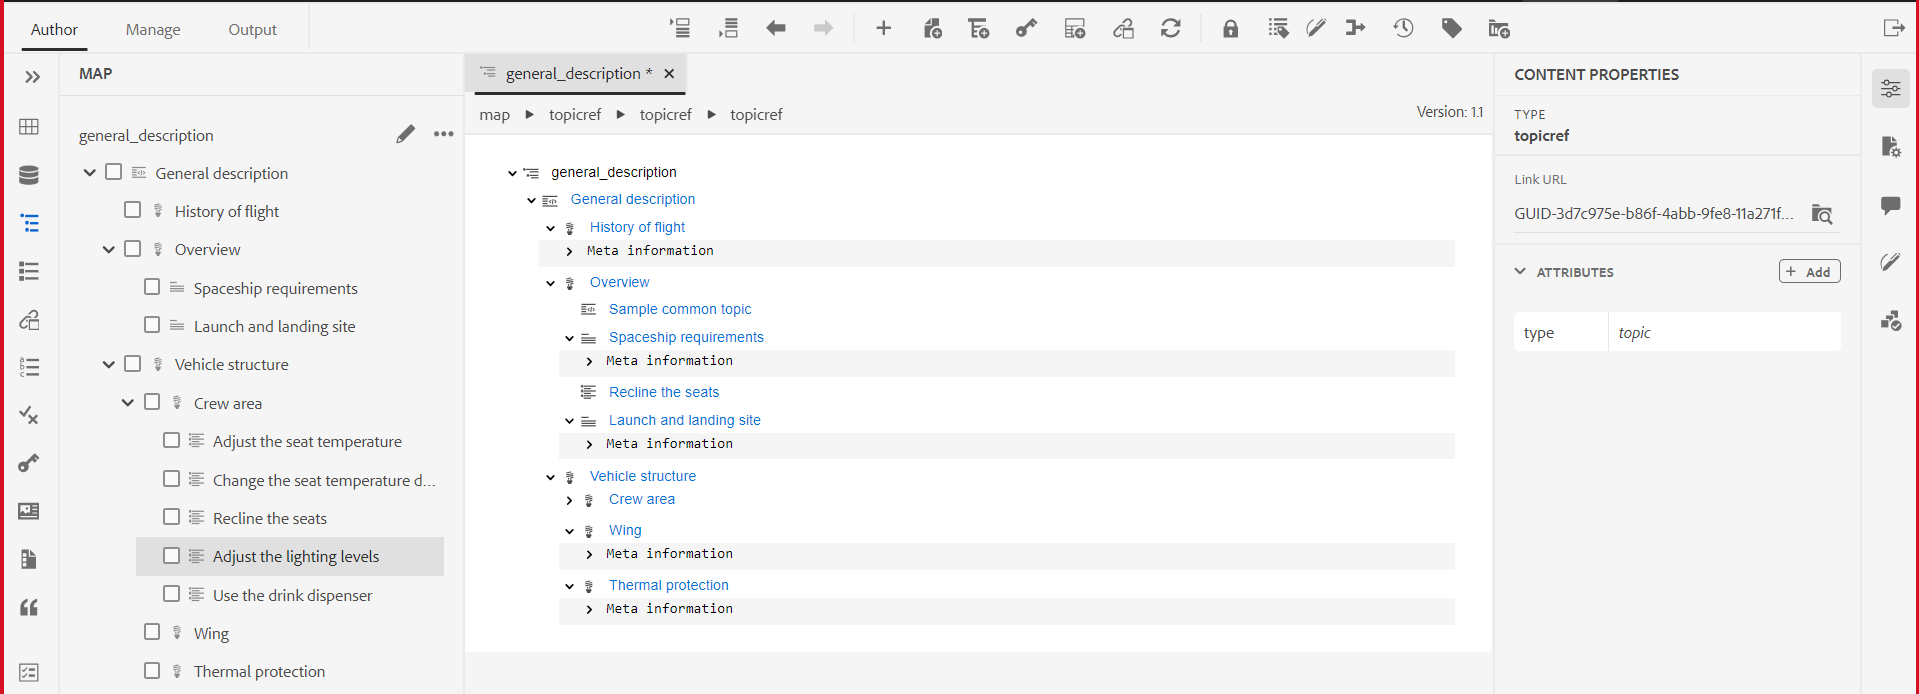 Author
Manage
Output
MAP
general_description
General description
History of flight
Overview
Spaceship requirements
Launch and landing site
Vehicle structure
Crew area
Adjust the seat temperature
Change the seat temperature d...
Recline the seats
Adjust the lighting levels
Use the drink dispenser
Wing
Thermal protection
general_description *
map topicref topicref topicref
Version: 1.1
general_description
General description
History of flight
Meta information
Overview
Sample common topic
Spaceship requirements
Meta information
Recline the seats
Launch and landing site
Meta information
Vehicle structure
Crew area
Wing
Meta information
Thermal protection
Meta information
CONTENT PROPERTIES
TYPE
topicref
Link URL
GUID-3d7c975e-b86f-4abb-9fe8-11a271f...
ATTRIBUTES
+ Add
type topic